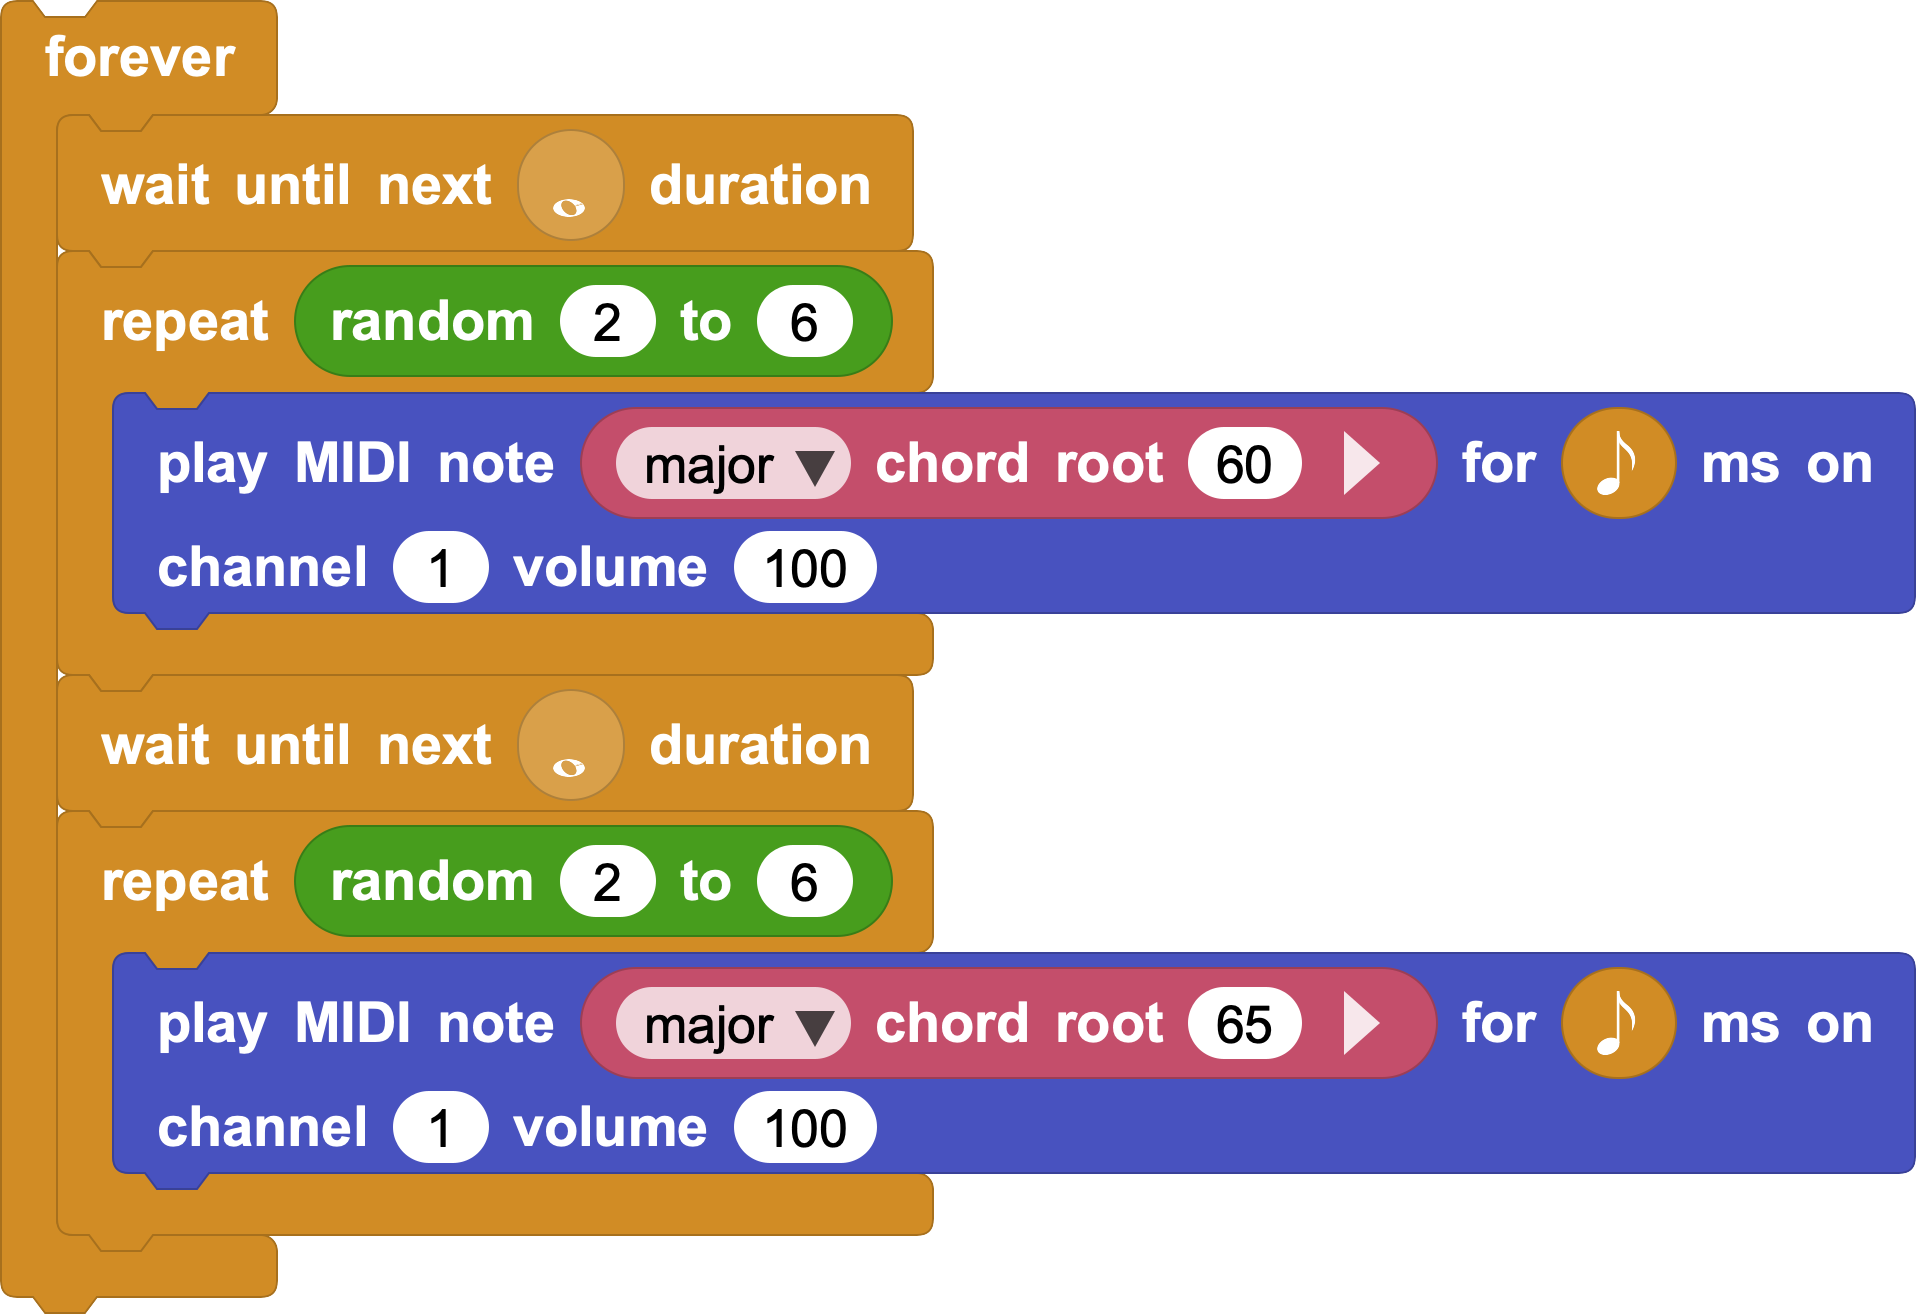 forever
wait until next duration
repeat random 2 to 6
play MIDI note major chord root 60 for ms on
channel 1 volume 100
wait until next duration
repeat random 2 to 6
play MIDI note major chord root 65 for ms on
channel 1 volume 100